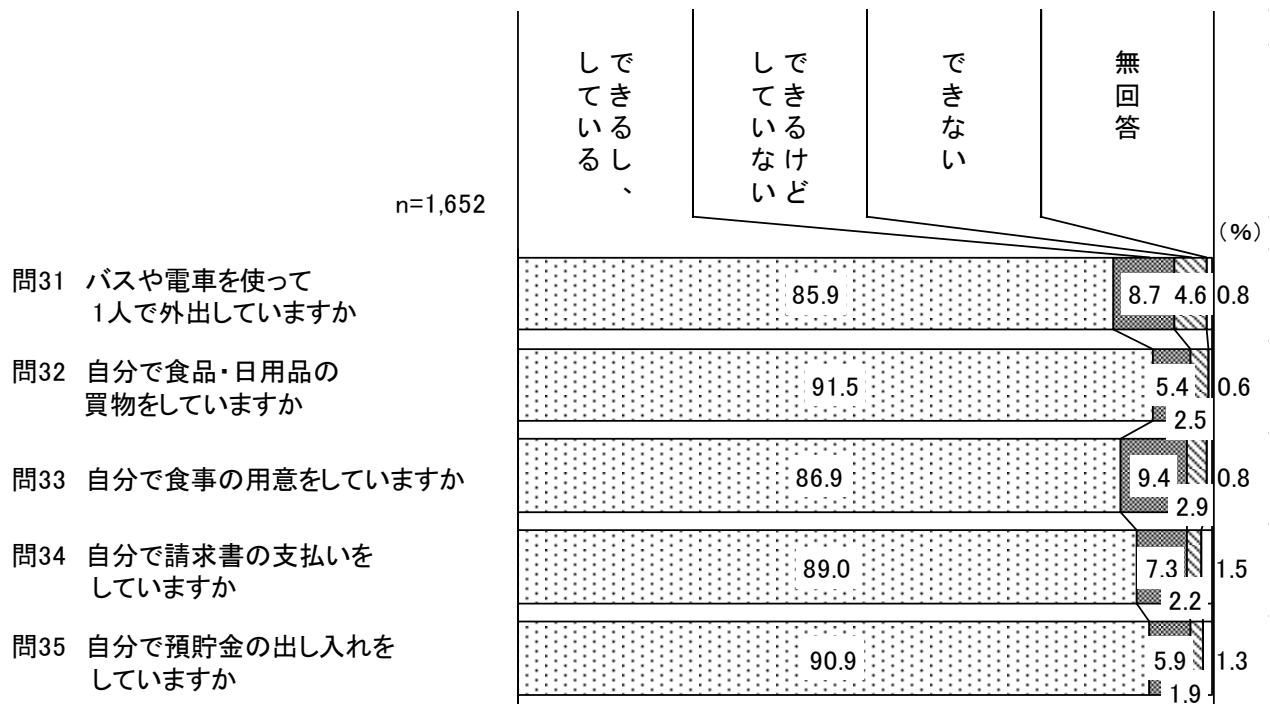 できるし、
している
できるけど
していない
できない
無回答
n=1,652
(%)
問31 バスや電車を使って
1人で外出していますか
85.9 8.7 4.6 0.8
問32 自分で食品・日用品の
買物をしていますか
91.5 5.4 2.5 0.6
問33 自分で食事の用意をしていますか
86.9 9.4 2.9 0.8
問34 自分で請求書の支払いを
していますか
89.0 7.3 2.2 1.5
問35 自分で預貯金の出し入れを
していますか
90.9 5.9 1.9 1.3